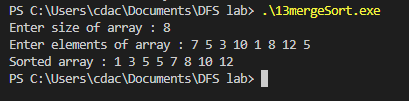 PS C:\Users\cdac\Documents\DFS lab> .\13mergeSort.exe
Enter size of array : 8
Enter elements of array : 7 5 3 10 1 8 12 5
Sorted array : 1 3 5 5 7 8 10 12
PS C:\Users\cdac\Documents\DFS lab>